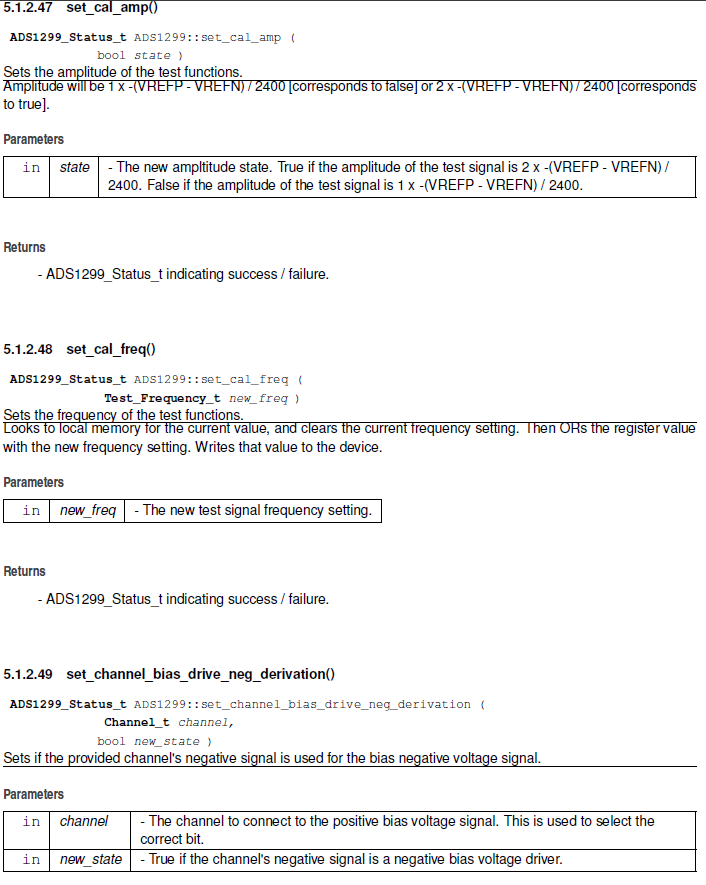 5.1.2.47 set_cal_amp()
ADS1299_Status_t ADS1299::set_cal_amp (
bool state )
Sets the amplitude of the test functions.
Amplitude will be 1 x -(VREFP - VREFN) / 2400 [corresponds to false] or 2 x -(VREFP - VREFN) / 2400 [corresponds
to true].
Parameters
in state - The new ampltitude state. True if the amplitude of the test signal is 2 x -(VREFP - VREFN) /
2400. False if the amplitude of the test signal is 1 x -(VREFP - VREFN) / 2400.
Returns
- ADS1299_Status_t indicating success / failure.
5.1.2.48 set_cal_freq()
ADS1299_Status_t ADS1299::set_cal_freq (
Test_Frequency_t new_freq )
Sets the frequency of the test functions.
Looks to local memory for the current value, and clears the current frequency setting. Then ORs the register value
with the new frequency setting. Writes that value to the device.
Parameters
in new_freq - The new test signal frequency setting.
Returns
- ADS1299_Status_t indicating success / failure.
5.1.2.49 set_channel_bias_drive_neg_derivation()
ADS1299_Status_t ADS1299::set_channel_bias_drive_neg_derivation (
Channel_t channel,
bool new_state )
Sets if the provided channel's negative signal is used for the bias negative voltage signal.
Parameters
in channel - The channel to connect to the positive bias voltage signal. This is used to select the
correct bit.
in new_state - True if the channel's negative signal is a negative bias voltage driver.